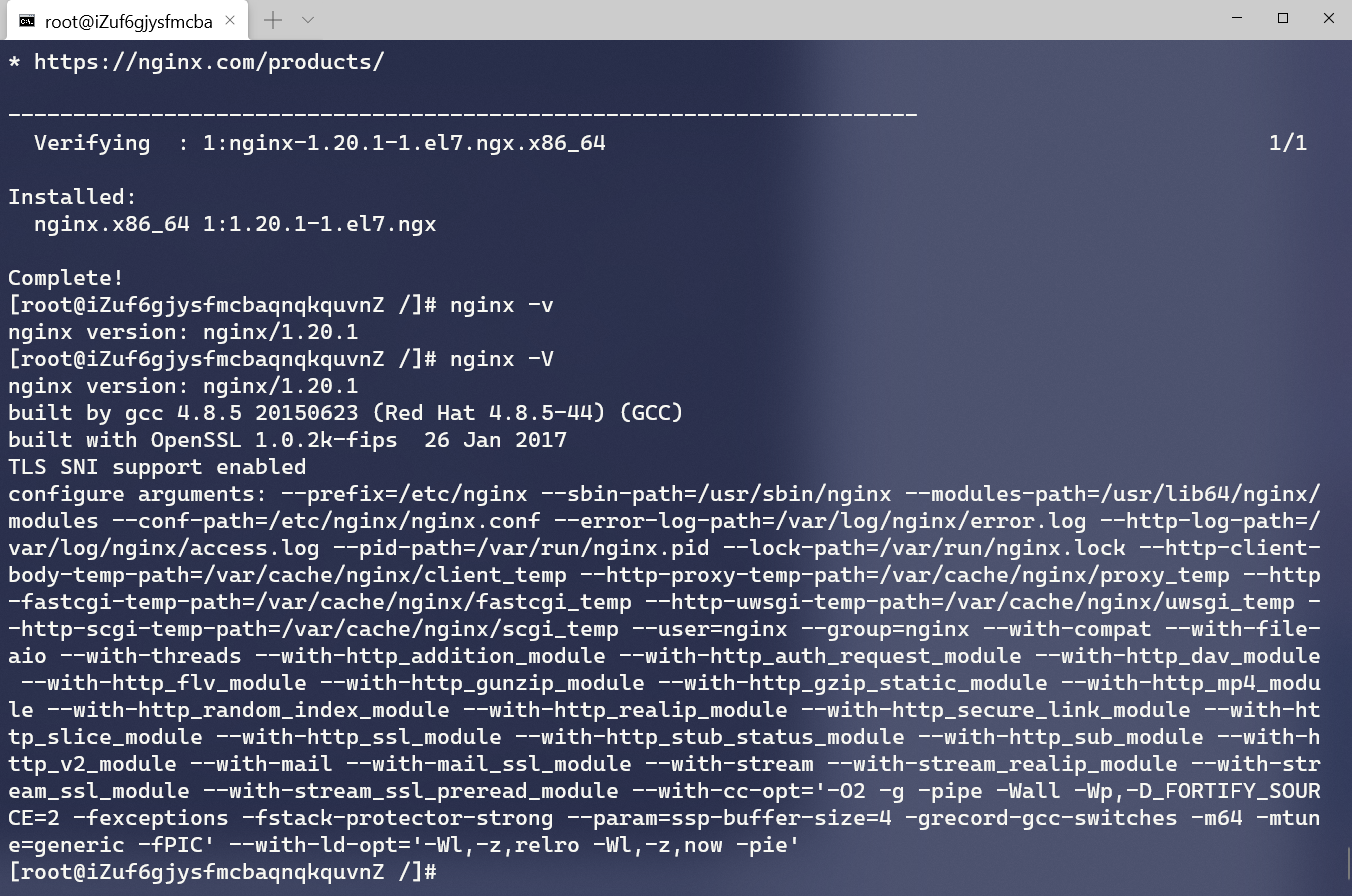 root@iZuf6gjysfmcba
* https://nginx.com/products/
----------------------------------------------------------------------
  Verifying  : 1:nginx-1.20.1-1.el7.ngx.x86_64                                                   1/1
Installed:
  nginx.x86_64 1:1.20.1-1.el7.ngx
Complete!
[root@iZuf6gjysfmcbaqnqkquvnZ /]# nginx -v
nginx version: nginx/1.20.1
[root@iZuf6gjysfmcbaqnqkquvnZ /]# nginx -V
nginx version: nginx/1.20.1
built by gcc 4.8.5 20150623 (Red Hat 4.8.5-44) (GCC)
built with OpenSSL 1.0.2k-fips  26 Jan 2017
TLS SNI support enabled
configure arguments: --prefix=/etc/nginx --sbin-path=/usr/sbin/nginx --modules-path=/usr/lib64/nginx/
modules --conf-path=/etc/nginx/nginx.conf --error-log-path=/var/log/nginx/error.log --http-log-path=/
var/log/nginx/access.log --pid-path=/var/run/nginx.pid --lock-path=/var/run/nginx.lock --http-client-
body-temp-path=/var/cache/nginx/client_temp --http-proxy-temp-path=/var/cache/nginx/proxy_temp --http
-fastcgi-temp-path=/var/cache/nginx/fastcgi_temp --http-uwsgi-temp-path=/var/cache/nginx/uwsgi_temp -
-http-scgi-temp-path=/var/cache/nginx/scgi_temp --user=nginx --group=nginx --with-compat --with-file-
aio --with-threads --with-http_addition_module --with-http_auth_request_module --with-http_dav_module
 --with-http_flv_module --with-http_gunzip_module --with-http_gzip_static_module --with-http_mp4_modu
le --with-http_random_index_module --with-http_realip_module --with-http_secure_link_module --with-ht
tp_slice_module --with-http_ssl_module --with-http_stub_status_module --with-http_sub_module --with-h
ttp_v2_module --with-mail --with-mail_ssl_module --with-stream --with-stream_realip_module --with-str
eam_ssl_module --with-stream_ssl_preread_module --with-cc-opt='-O2 -g -pipe -Wall -Wp,-D_FORTIFY_SOUR
CE=2 -fexceptions -fstack-protector-strong --param=ssp-buffer-size=4 -grecord-gcc-switches -m64 -mtun
e=generic -fPIC' --with-ld-opt='-Wl,-z,relro -Wl,-z,now -pie'
[root@iZuf6gjysfmcbaqnqkquvnZ /]#